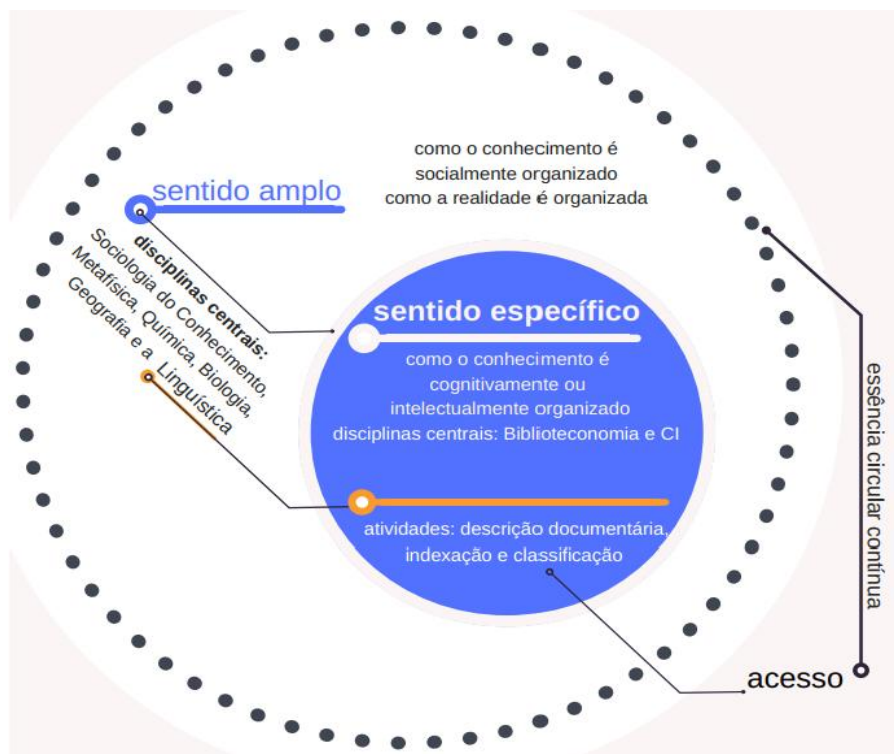 como o conhecimento é
socialmente organizado
como a realidade é organizada
sentido amplo
disciplinas centrais:
Sociologia do Conhecimento,
Metafísica, Química, Biologia,
Geografia e a Linguística
sentido específico
como o conhecimento é
cognitivamente ou
intelectualmente organizado
disciplinas centrais: Biblioteconomia e CI
atividades: descrição documentária,
indexação e classificação
essência circular contínua
acesso